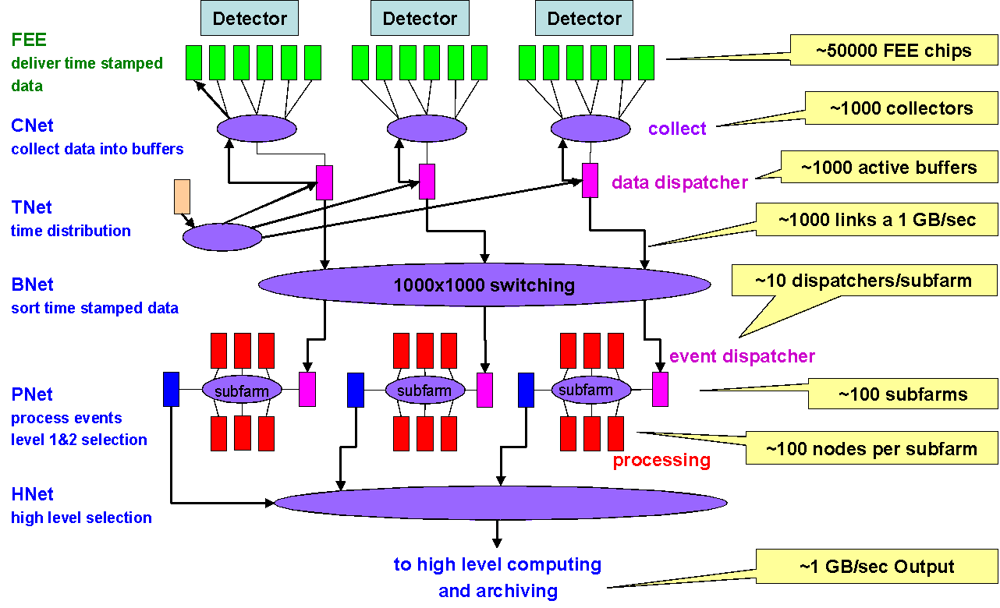 Detector
Detector
Detector
FEE
deliver time stamped
data
~50000 FEE chips
CNet
collect data into buffers
collect
~1000 collectors
data dispatcher
~1000 active buffers
TNet
time distribution
~1000 links a 1 GB/sec
BNet
sort time stamped data
1000x1000 switching
~10 dispatchers/subfarm
event dispatcher
subfarm
subfarm
subfarm
~100 subfarms
PNet
process events
level 1&2 selection
~100 nodes per subfarm
processing
HNet
high level selection
to high level computing
and archiving
~1 GB/sec Output